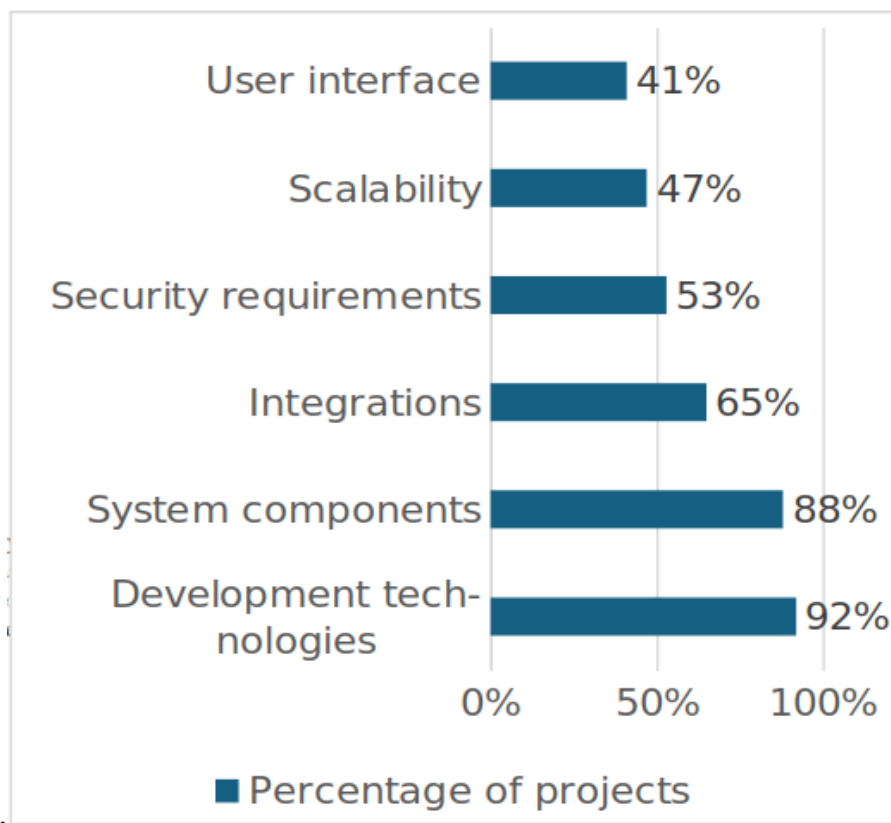 User interface 41%
Scalability 47%
Security requirements 53%
Integrations 65%
System components 88%
Development tech-
nologies 92%
0% 50% 100%
Percentage of projects